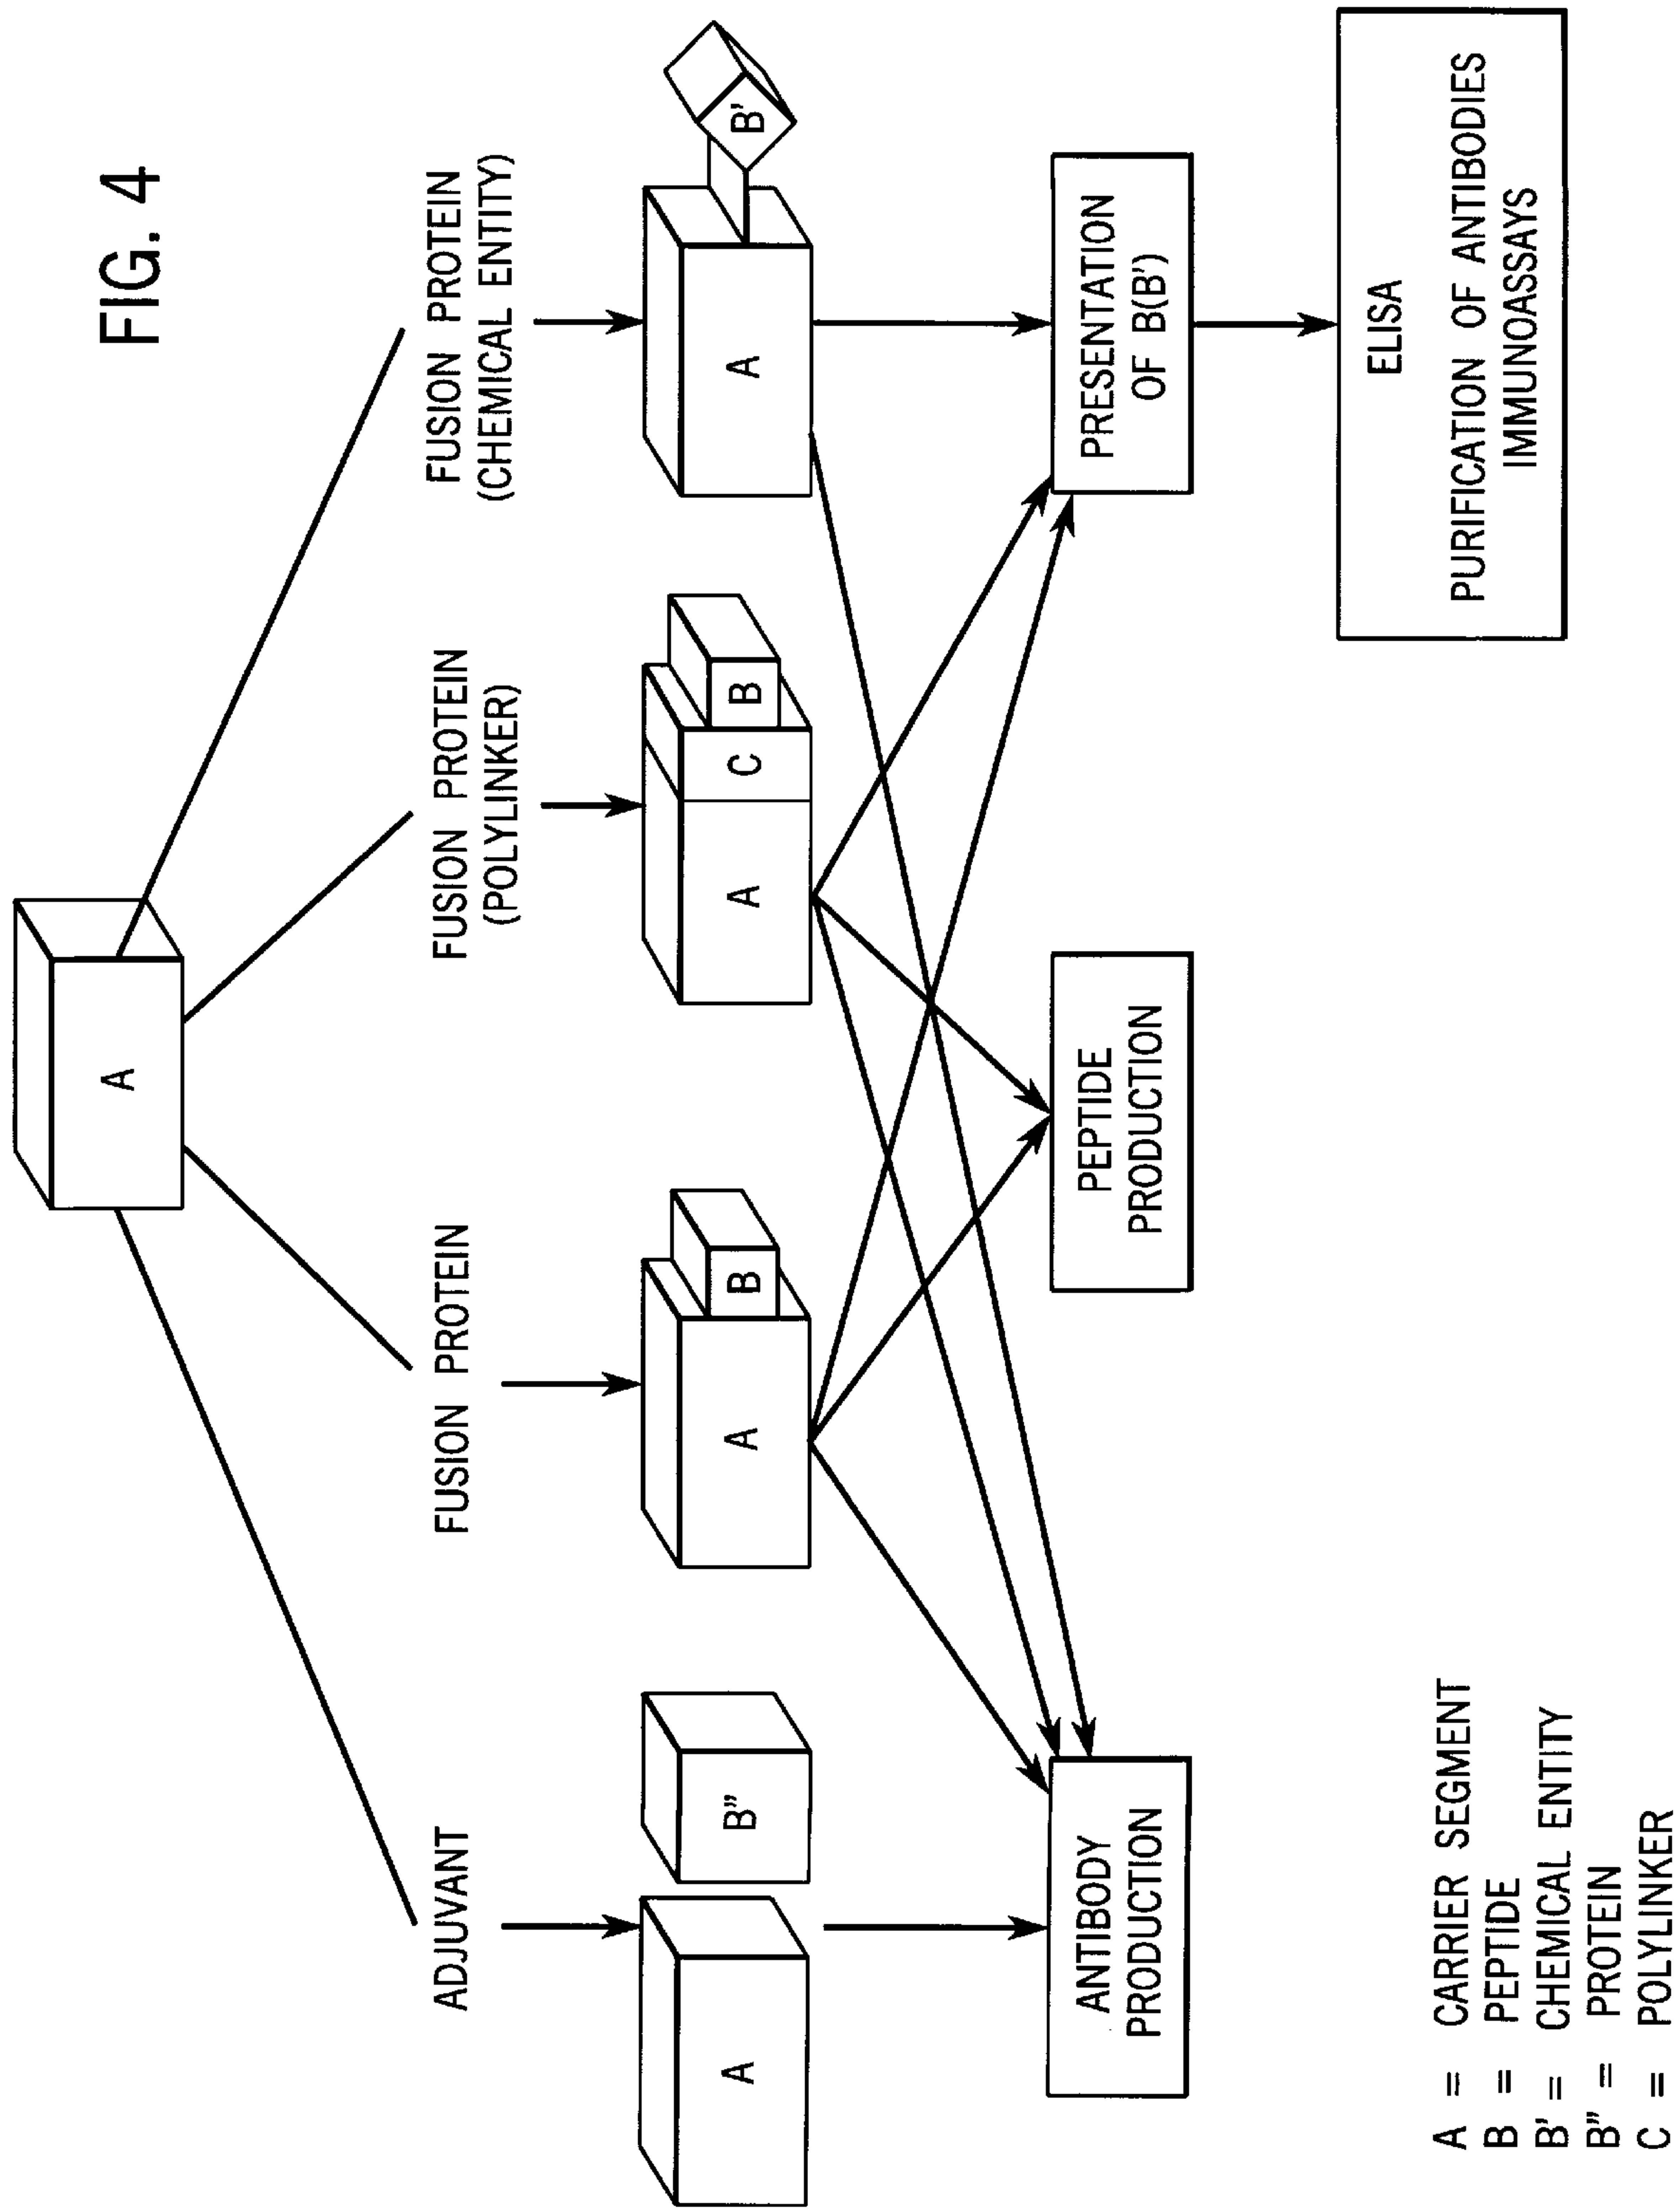 FIG. 4
A
ADJUVANT
FUSION PROTEIN
FUSION PROTEIN
(POLYLINKER)
FUSION PROTEIN
(CHEMICAL ENTITY)
A
B"
A
B
A
C
B
A
B'
ANTIBODY
PRODUCTION
PEPTIDE
PRODUCTION
PRESENTATION
OF B(B')
ELISA
PURIFICATION OF ANTIBODIES
IMMUNOASSAYS
A = CARRIER SEGMENT
B = PEPTIDE
B' = CHEMICAL ENTITY
B" = PROTEIN
C = POLYLINKER